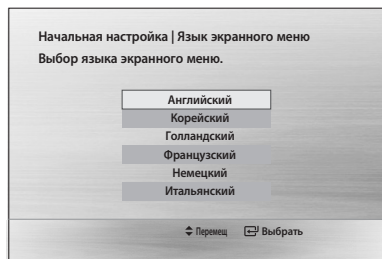 Начальная настройка | Язык экранного меню
Выбор языка экранного меню.
Английский
Корейский
Голландский
Французский
Немецкий
Итальянский
Перемещ Выбрать